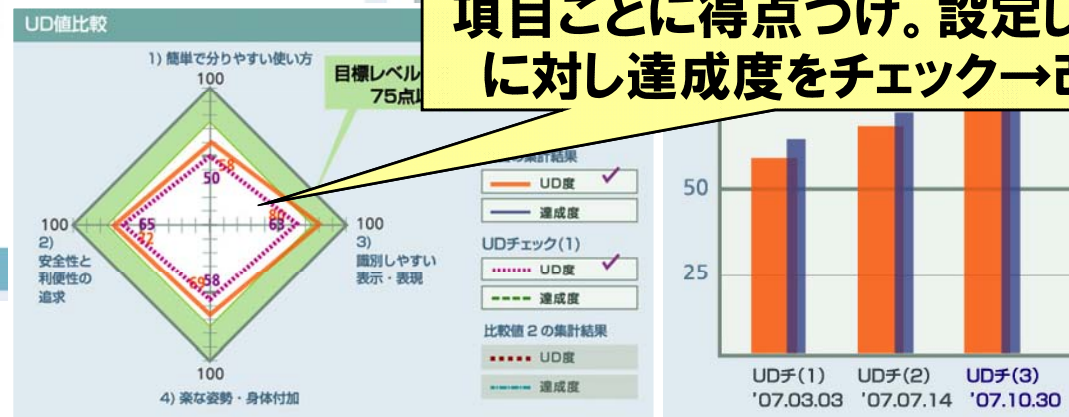 UD値比較
項目ごとに得点つけ。設定し
に対し達成度をチェック→
1) 簡単で分りやすい使い方
100
目標レベル
75点
58
50
100
65
72
80
63
100
2)
安全性と
利便性の
追求
3)
識別しやすい
表示・表現
69
58
100
4) 楽な姿勢・身体付加
の集計結果
UD度
達成度
UDチェック(1)
UD度
達成度
比較値 2 の集計結果
UD度
達成度
50
25
UDチ(1)
UDチ(2)
UDチ(3)
'07.03.03
'07.07.14
'07.10.30